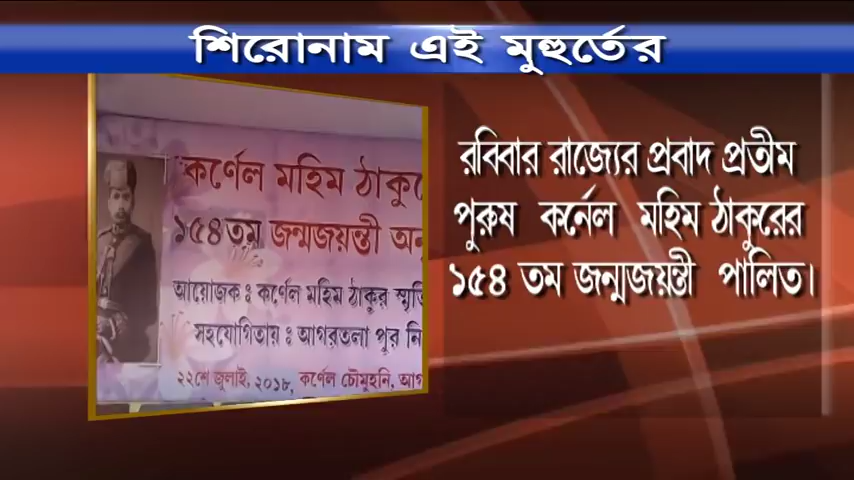 শিরোনাম এই মুহুর্তের
কর্ণেল মহিম ঠাকুরে
১৫৪তম জন্মজয়ন্তী অনু
আয়োজক : কর্ণেল মহিম ঠাকুর স্মৃতি
সহযোগিতায় : আগরতলা পুর নি
২২শে জুলাই, ২০১৮, কর্ণেল চৌমুহনি, আগ
রবিবার রাজ্যের প্রবাদ প্রতীম
পুরুষ কর্নেল মহিম ঠাকুরের
১৫৪ তম জন্মজয়ন্তী পালিত।